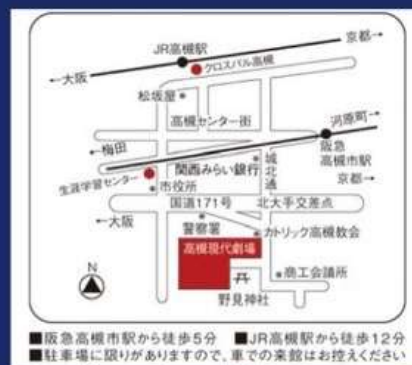 JR高槻駅
京都→
←大阪
クロスパル高槻
松坂屋
高槻センター街
河原町→
←梅田
阪急
高槻市駅
関西みらい銀行
城北通
生涯学習センター
市役所
京都→
国道171号
北大手交差点
←大阪
警察署
カトリック高槻教会
高槻現代劇場
N
商工会議所
野見神社
■阪急高槻市駅から徒歩5分 ■JR高槻駅から徒歩12分
■駐車場に限りがありますので、車での来館はお控えください